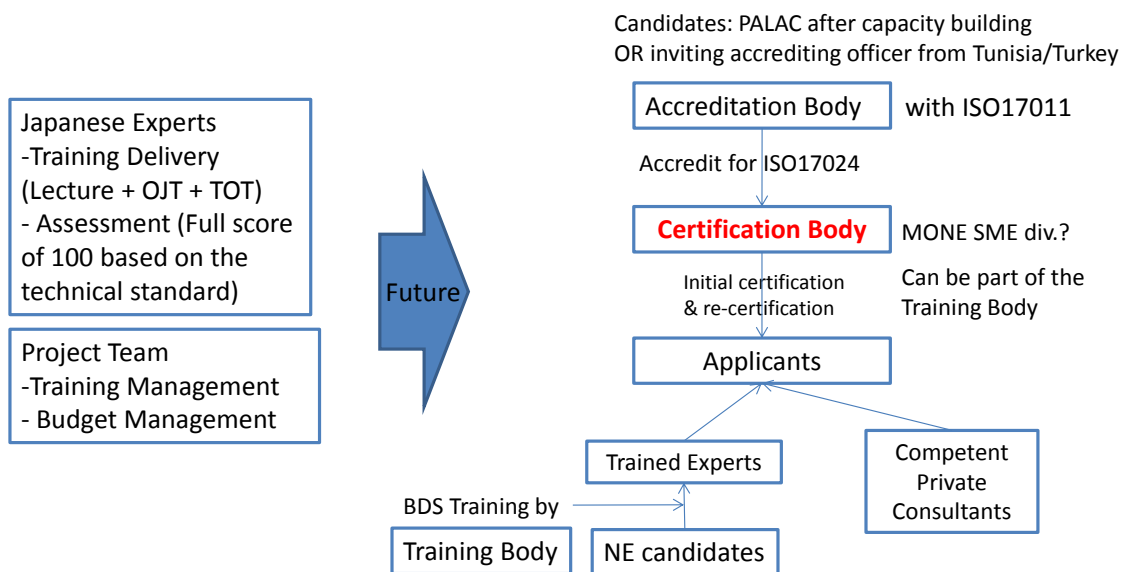 Candidates: PALAC after capacity building
OR inviting accrediting officer from Tunisia/Turkey
Japanese Experts
-Training Delivery
(Lecture + OJT + TOT)
- Assessment (Full score
of 100 based on the
technical standard)
Project Team
-Training Management
- Budget Management
Future
Accreditation Body
with ISO17011
Accredit for ISO17024
Certification Body
MONE SME div.?
Can be part of the
Training Body
Initial certification
& re-certification
Applicants
Trained Experts
Competent
Private
Consultants
BDS Training by
Training Body
NE candidates